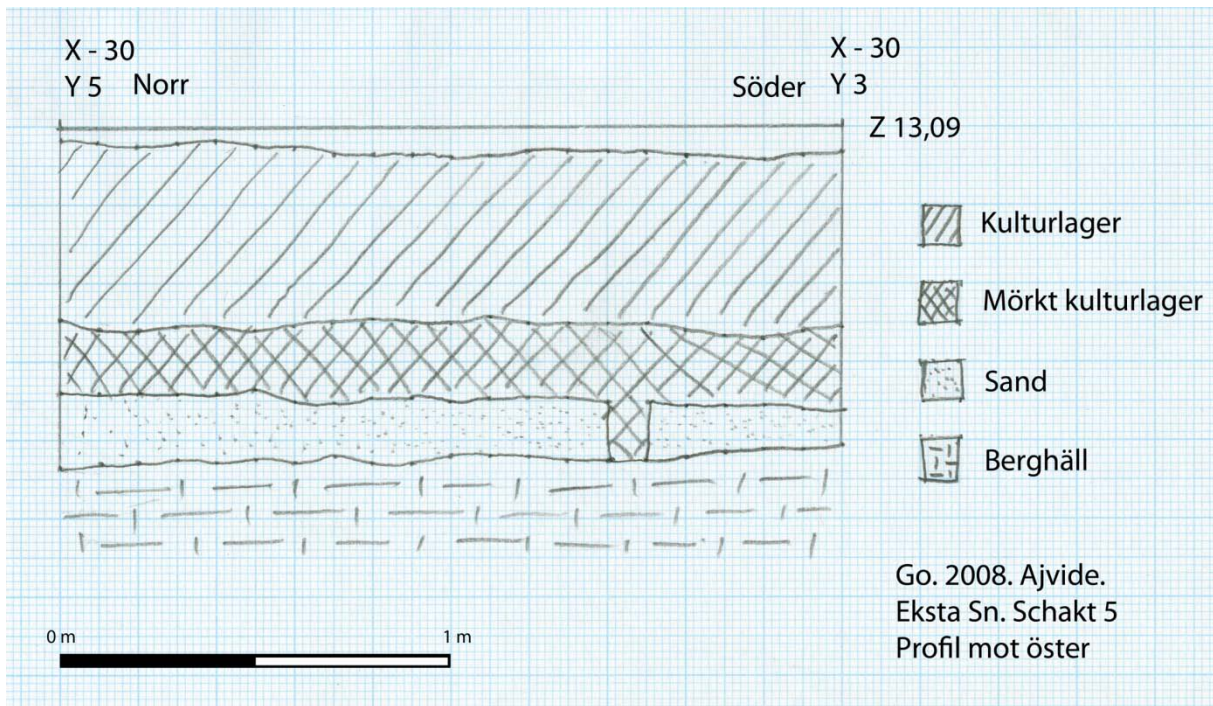 X - 30
Y 5 Norr
X - 30
Söder Y 3
Z 13,09
Kulturlager
Mörkt kulturlager
Sand
Berghäll
Go. 2008. Ajvide.
Eksta Sn. Schakt 5
Profil mot öster
0 m 1 m